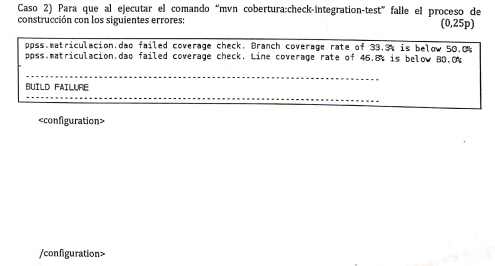 Caso 2) Para que al ejecutar el comando "mvn cobertura:check-integration-test" falle el proceso de
construcción con los siguientes errores: (0,25p)
ppss.matriculacion.dao failed coverage check. Branch coverage rate of 33.3% is below 50.0%
ppss.matriculacion.dao failed coverage check. Line coverage rate of 46.8% is below 80.0%
------------------------------------------------------------------------
BUILD FAILURE
------------------------------------------------------------------------
<configuration>
/configuration>